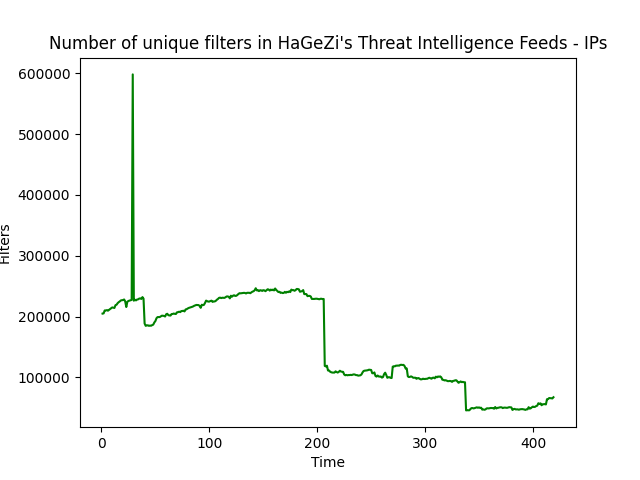 Number of unique filters in HaGeZi's Threat Intelligence Feeds - IPs
600000
500000
400000
300000
200000
100000
Filters
0 100 200 300 400
Time